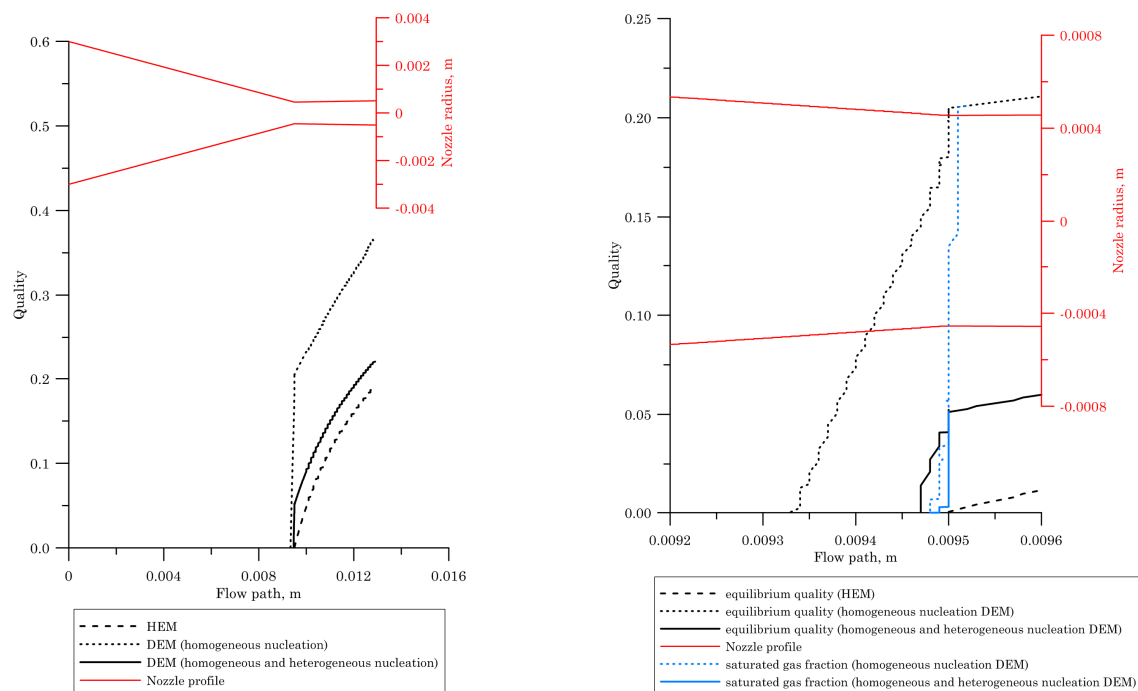 0.004
0.6
0.002
0
0.5
-0.002
-0.004
Nozzle radius, m
0.4
0.3
0.2
0.1
0.0
Quality
0
0.004
0.008
0.012
0.016
Flow path, m
HEM
DEM (homogeneous nucleation)
DEM (homogeneous and heterogeneous nucleation)
Nozzle profile
0.25
0.20
0.15
0.10
0.05
0.00
Quality
0.0008
0.0004
0
-0.0004
-0.0008
Nozzle radius, m
0.0092
0.0093
0.0094
0.0095
0.0096
Flow path, m
equilibrium quality (HEM)
equilibrium quality (homogeneous nucleation DEM)
equilibrium quality (homogeneous and heterogeneous nucleation DEM)
Nozzle profile
saturated gas fraction (homogeneous nucleation DEM)
saturated gas fraction (homogeneous and heterogeneous nucleation DEM)